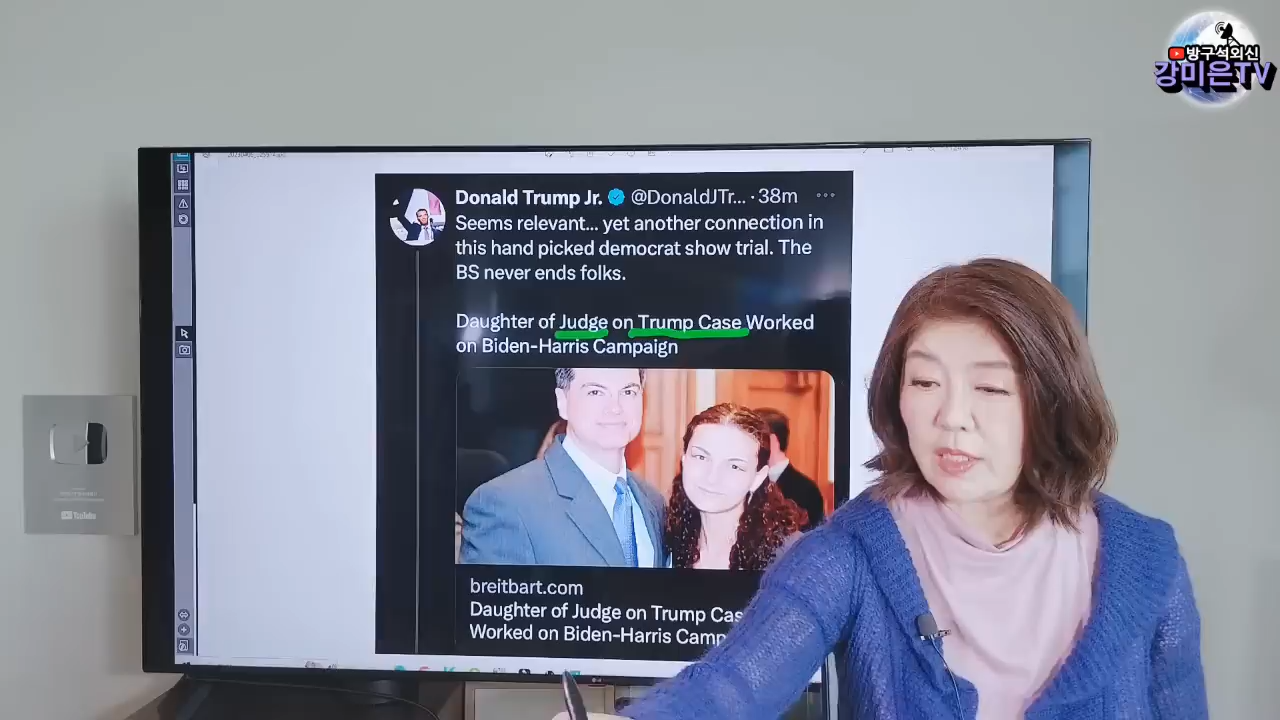 방구석외신
강미은TV
Donald Trump Jr. @DonaldJTr... · 38m ...
Seems relevant... yet another connection in
this hand picked democrat show trial. The
BS never ends folks.
Daughter of Judge on Trump Case Worked
on Biden-Harris Campaign
breitbart.com
Daughter of Judge on Trump Cas
Worked on Biden-Harris Camp
YouTube
LG